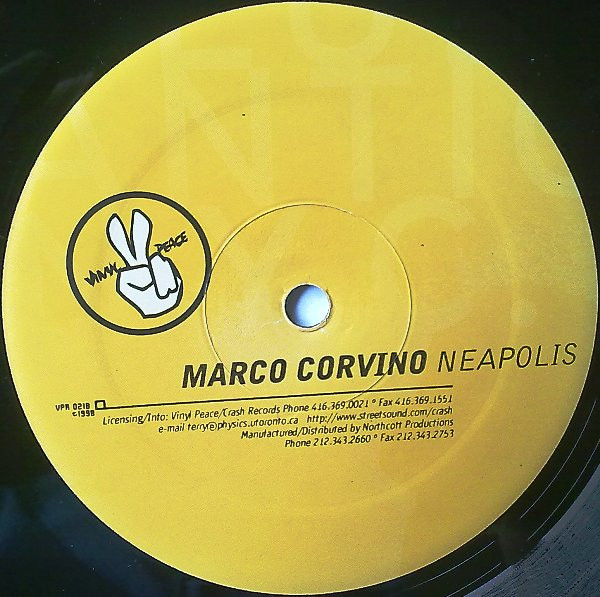 VINYL PEACE
MARCO CORVINO NEAPOLIS
VPR 021B
©1998
Licensing/Info: Vinyl Peace/Crash Records Phone 416.369.0021 ° Fax 416.369.1551
e-mail terry@physics.utoronto.ca http://www.streetsound.com/crash
Manufactured/Distributed by Northcott Productions
Phone 212.343.2660 ° Fax 212.343.2753